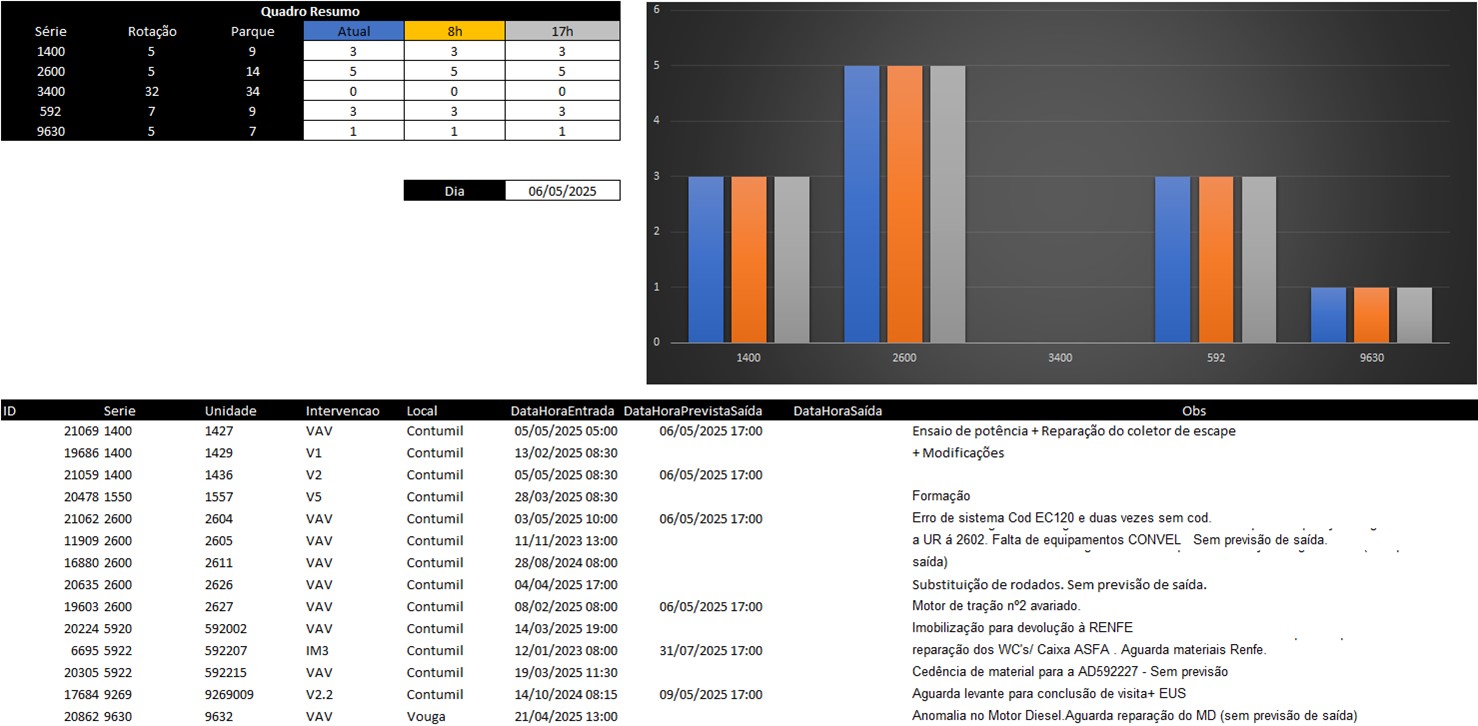 Quadro Resumo
Série Rotação Parque Atual 8h 17h
1400 5 9 3 3 3
2600 5 14 5 5 5
3400 32 34 0 0 0
592 7 9 3 3 3
9630 5 7 1 1 1
Dia 06/05/2025
6
5
4
3
2
1
0
1400 2600 3400 592 9630
ID Serie Unidade Intervencao Local DataHoraEntrada DataHoraPrevistaSaída DataHoraSaída Obs
21069 1400 1427 VAV Contumil 05/05/2025 05:00 06/05/2025 17:00 Ensaio de potência + Reparação do coletor de escape
19686 1400 1429 V1 Contumil 13/02/2025 08:30 + Modificações
21059 1400 1436 V2 Contumil 05/05/2025 08:30 06/05/2025 17:00
20478 1550 1557 V5 Contumil 28/03/2025 08:30 Formação
21062 2600 2604 VAV Contumil 03/05/2025 10:00 06/05/2025 17:00 Erro de sistema Cod EC120 e duas vezes sem cod.
11909 2600 2605 VAV Contumil 11/11/2023 13:00 a UR á 2602. Falta de equipamentos CONVEL Sem previsão de saída.
16880 2600 2611 VAV Contumil 28/08/2024 08:00 saída)
20635 2600 2626 VAV Contumil 04/04/2025 17:00 Substituição de rodados. Sem previsão de saída.
19603 2600 2627 VAV Contumil 08/02/2025 08:00 06/05/2025 17:00 Motor de tração nº2 avariado.
20224 5920 592002 VAV Contumil 14/03/2025 19:00 Imobilização para devolução à RENFE
6695 5922 592207 IM3 Contumil 12/01/2023 08:00 31/07/2025 17:00 reparação dos WC's/ Caixa ASFA . Aguarda materiais Renfe.
20305 5922 592215 VAV Contumil 19/03/2025 11:30 Cedência de material para a AD592227 - Sem previsão
17684 9269 9269009 V2.2 Contumil 14/10/2024 08:15 09/05/2025 17:00 Aguarda levante para conclusão de visita+ EUS
20862 9630 9632 VAV Vouga 21/04/2025 13:00 Anomalia no Motor Diesel.Aguarda reparação do MD (sem previsão de saída)